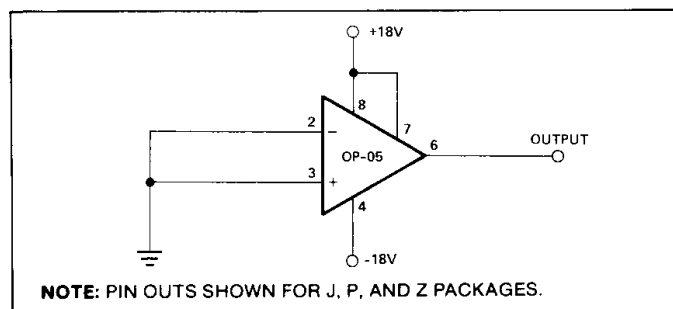 +18V
8
7
2
−
OP-05
6
OUTPUT
3
+
4
-18V
NOTE: PIN OUTS SHOWN FOR J, P, AND Z PACKAGES.